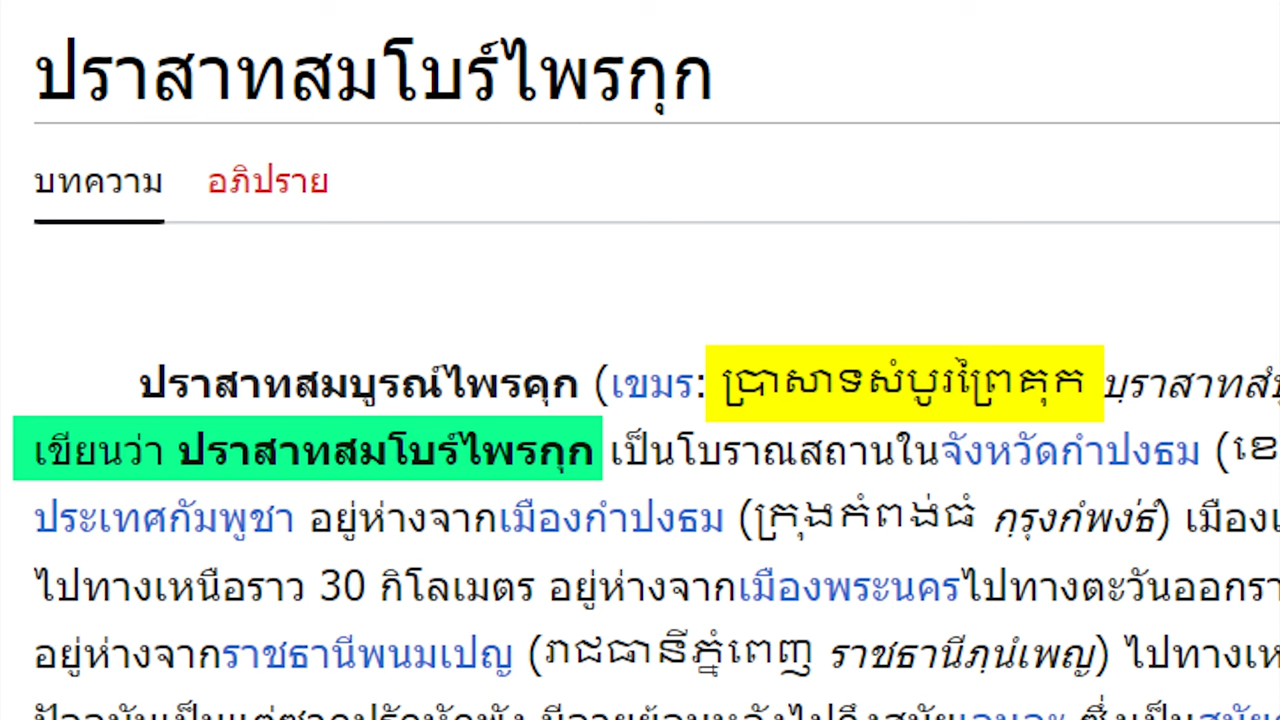 ปราสาทสมโบร์ไพรกุก
บทความ อภิปราย
ปราสาทสมบูรณ์ไพรคุก (เขมร: ប្រាសាទសំបូរព្រៃគុក บฺราสาทสํ
เขียนว่า ปราสาทสมโบร์ไพรกุก เป็นโบราณสถานในจังหวัดกำปงธม (
ประเทศกัมพูชา อยู่ห่างจากเมืองกำปงธม (ក្រុងកំពង់ធំ กฺรุงกํพง่ธํ) เมือง
ไปทางเหนือราว 30 กิโลเมตร อยู่ห่างจากเมืองพระนครไปทางตะวันออก
อยู่ห่างจากราชธานีพนมเปญ (រាជធានីភ្នំពេញ ราชธานีภฺนํเพญ) ไปทาง